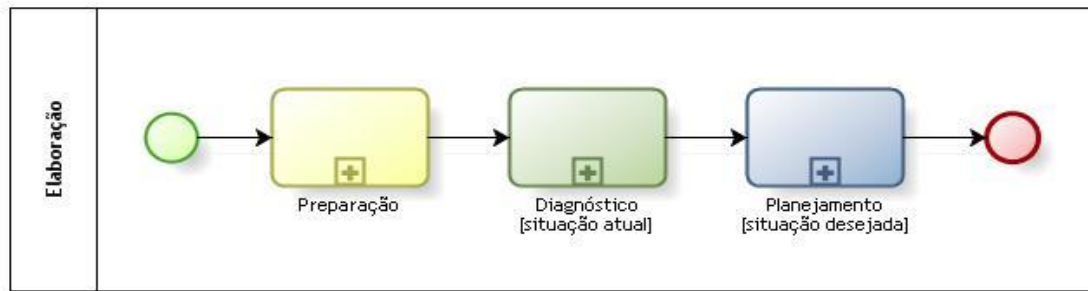 Elaboração
Preparação
Diagnóstico
[situação atual]
Planejamento
[situação desejada]